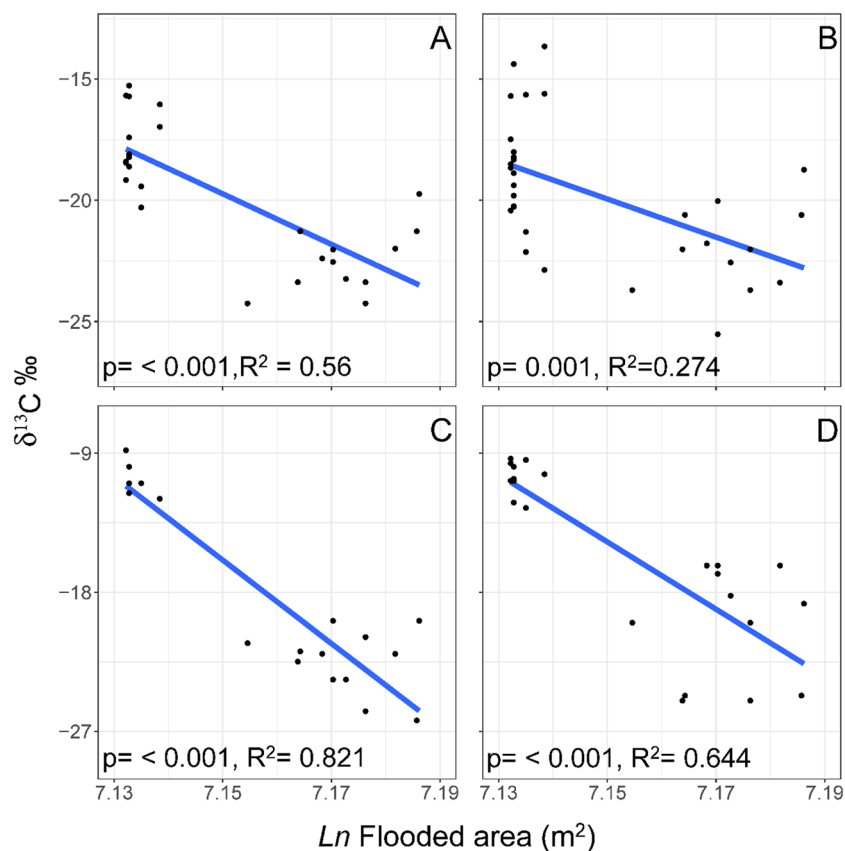 A
B
−15
−20
−25
p= < 0.001,R² = 0.56
p= 0.001, R²=0.274
δ¹³C ‰
C
D
−9
−18
−27
p= < 0.001, R²= 0.821
p= < 0.001, R²= 0.644
7.13 7.15 7.17 7.19 7.13 7.15 7.17 7.19
Ln Flooded area (m²)